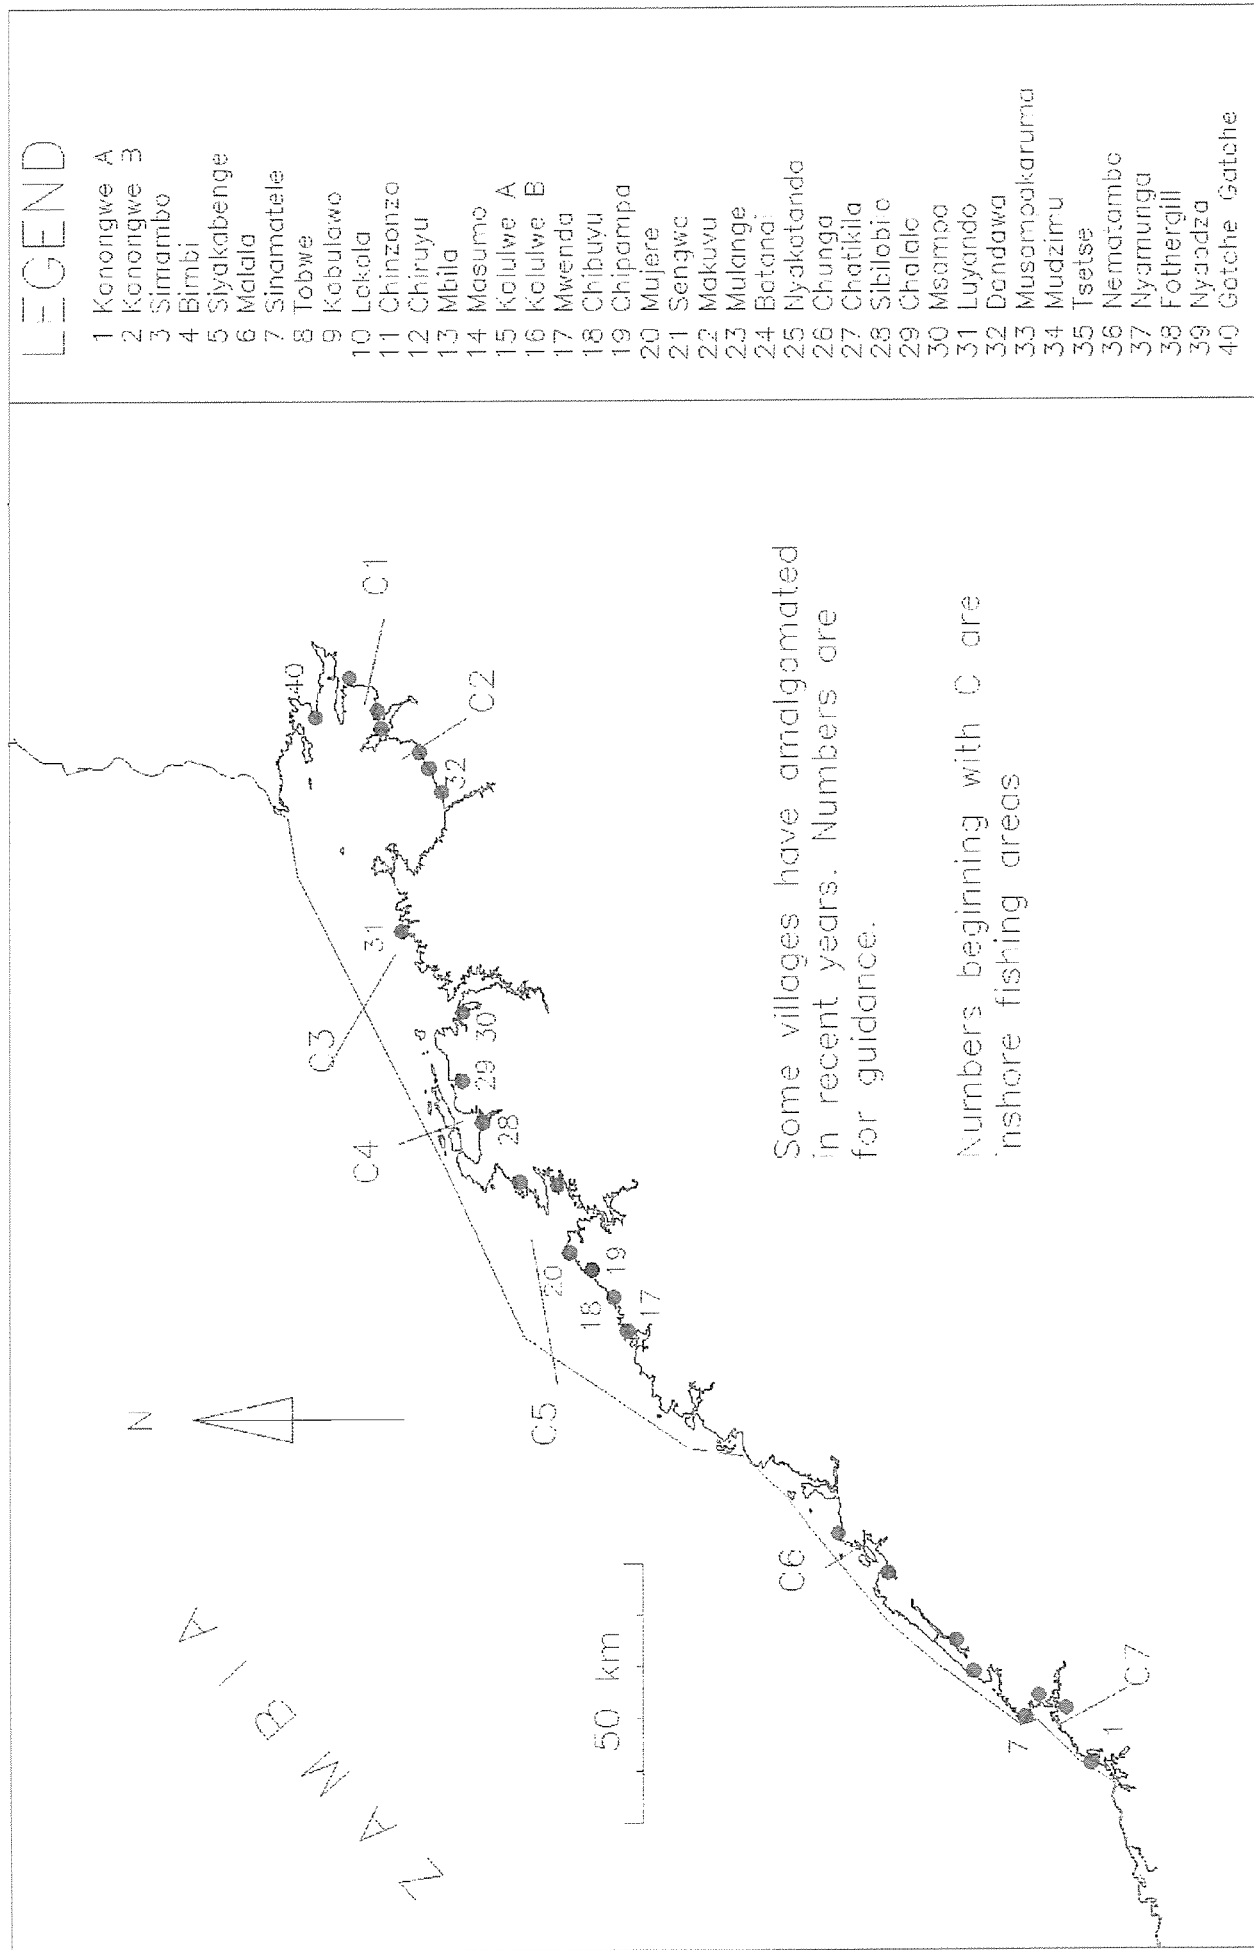 ZAMBIA
N
40
C1
C2
32
C3
31
30
C4
29
28
C5
20
19
18
17
50 km
C6
7
C7
1
Some villages have amalgamated
in recent years. Numbers are
for guidance.
Numbers beginning with C are
inshore fishing areas
LEGEND
1 Kanongwe A
2 Kanongwe B
3 Simambo
4 Bimbi
5 Siyakabenge
6 Malala
7 Sinamatele
8 Tobwe
9 Kabulawo
10 Lakala
11 Chinzonzo
12 Chiruyu
13 Mbila
14 Masumo
15 Kalulwe A
16 Kalulwe B
17 Mwenda
18 Chibuyu
19 Chipampa
20 Mujere
21 Sengwa
22 Makuyu
23 Mulange
24 Batanai
25 Nyakatanda
26 Chunga
27 Chatikila
28 Sibilobilo
29 Chalala
30 Msampa
31 Luyando
32 Dandawa
33 Musampakaruma
34 Mudzimu
35 Tsetse
36 Nematambo
37 Nyamunga
38 Fothergill
39 Nyaodza
40 Gatche Gatche